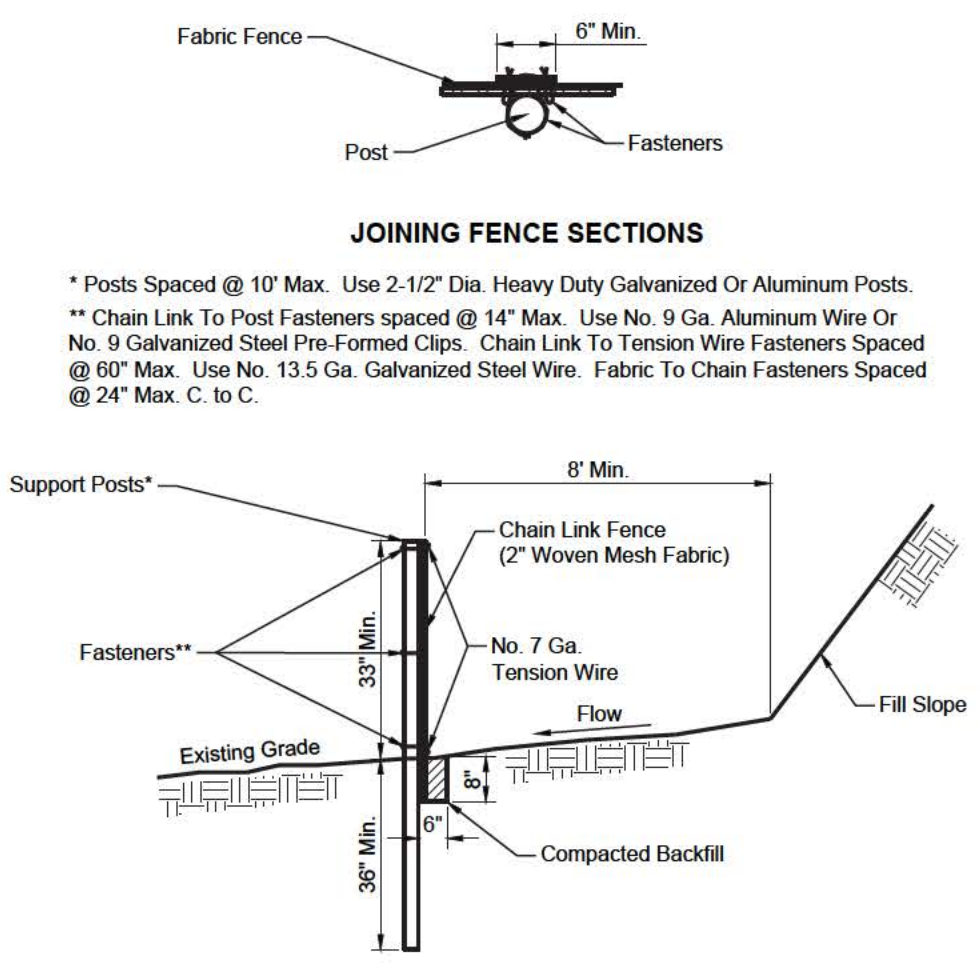 6" Min.
Fabric Fence
Post
Fasteners
JOINING FENCE SECTIONS
* Posts Spaced @ 10' Max. Use 2-1/2" Dia. Heavy Duty Galvanized Or Aluminum Posts.
** Chain Link To Post Fasteners spaced @ 14" Max. Use No. 9 Ga. Aluminum Wire Or
No. 9 Galvanized Steel Pre-Formed Clips. Chain Link To Tension Wire Fasteners Spaced
@ 60" Max. Use No. 13.5 Ga. Galvanized Steel Wire. Fabric To Chain Fasteners Spaced
@ 24" Max. C. to C.
8' Min.
Support Posts*
Chain Link Fence
(2" Woven Mesh Fabric)
Fasteners**
33" Min.
No. 7 Ga.
Tension Wire
Fill Slope
Flow
Existing Grade
8"
6"
36" Min.
Compacted Backfill